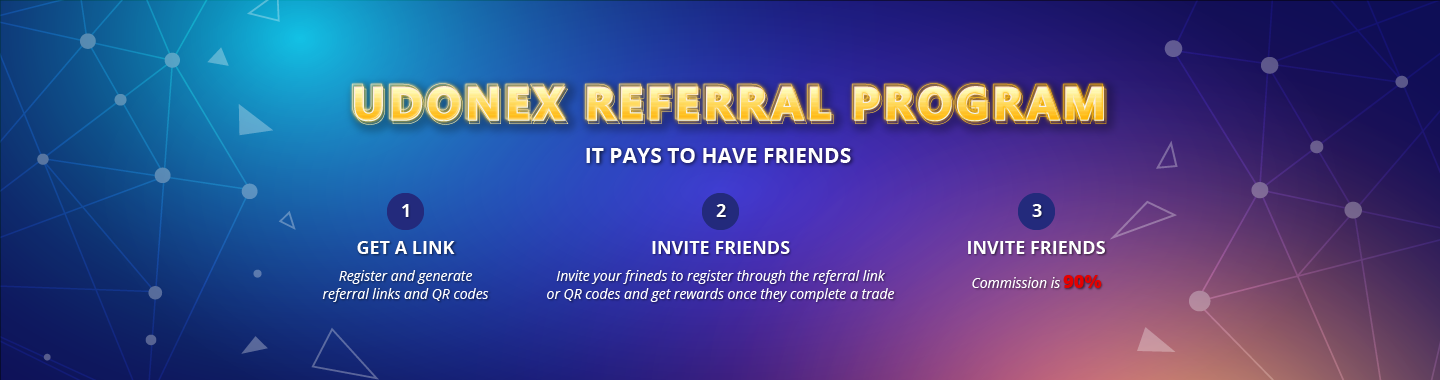 UDONEX REFERRAL PROGRAM
IT PAYS TO HAVE FRIENDS
1
GET A LINK
Register and generate
referral links and QR codes
2
INVITE FRIENDS
Invite your frineds to register through the referral link
or QR codes and get rewards once they complete a trade
3
INVITE FRIENDS
Commission is 90%